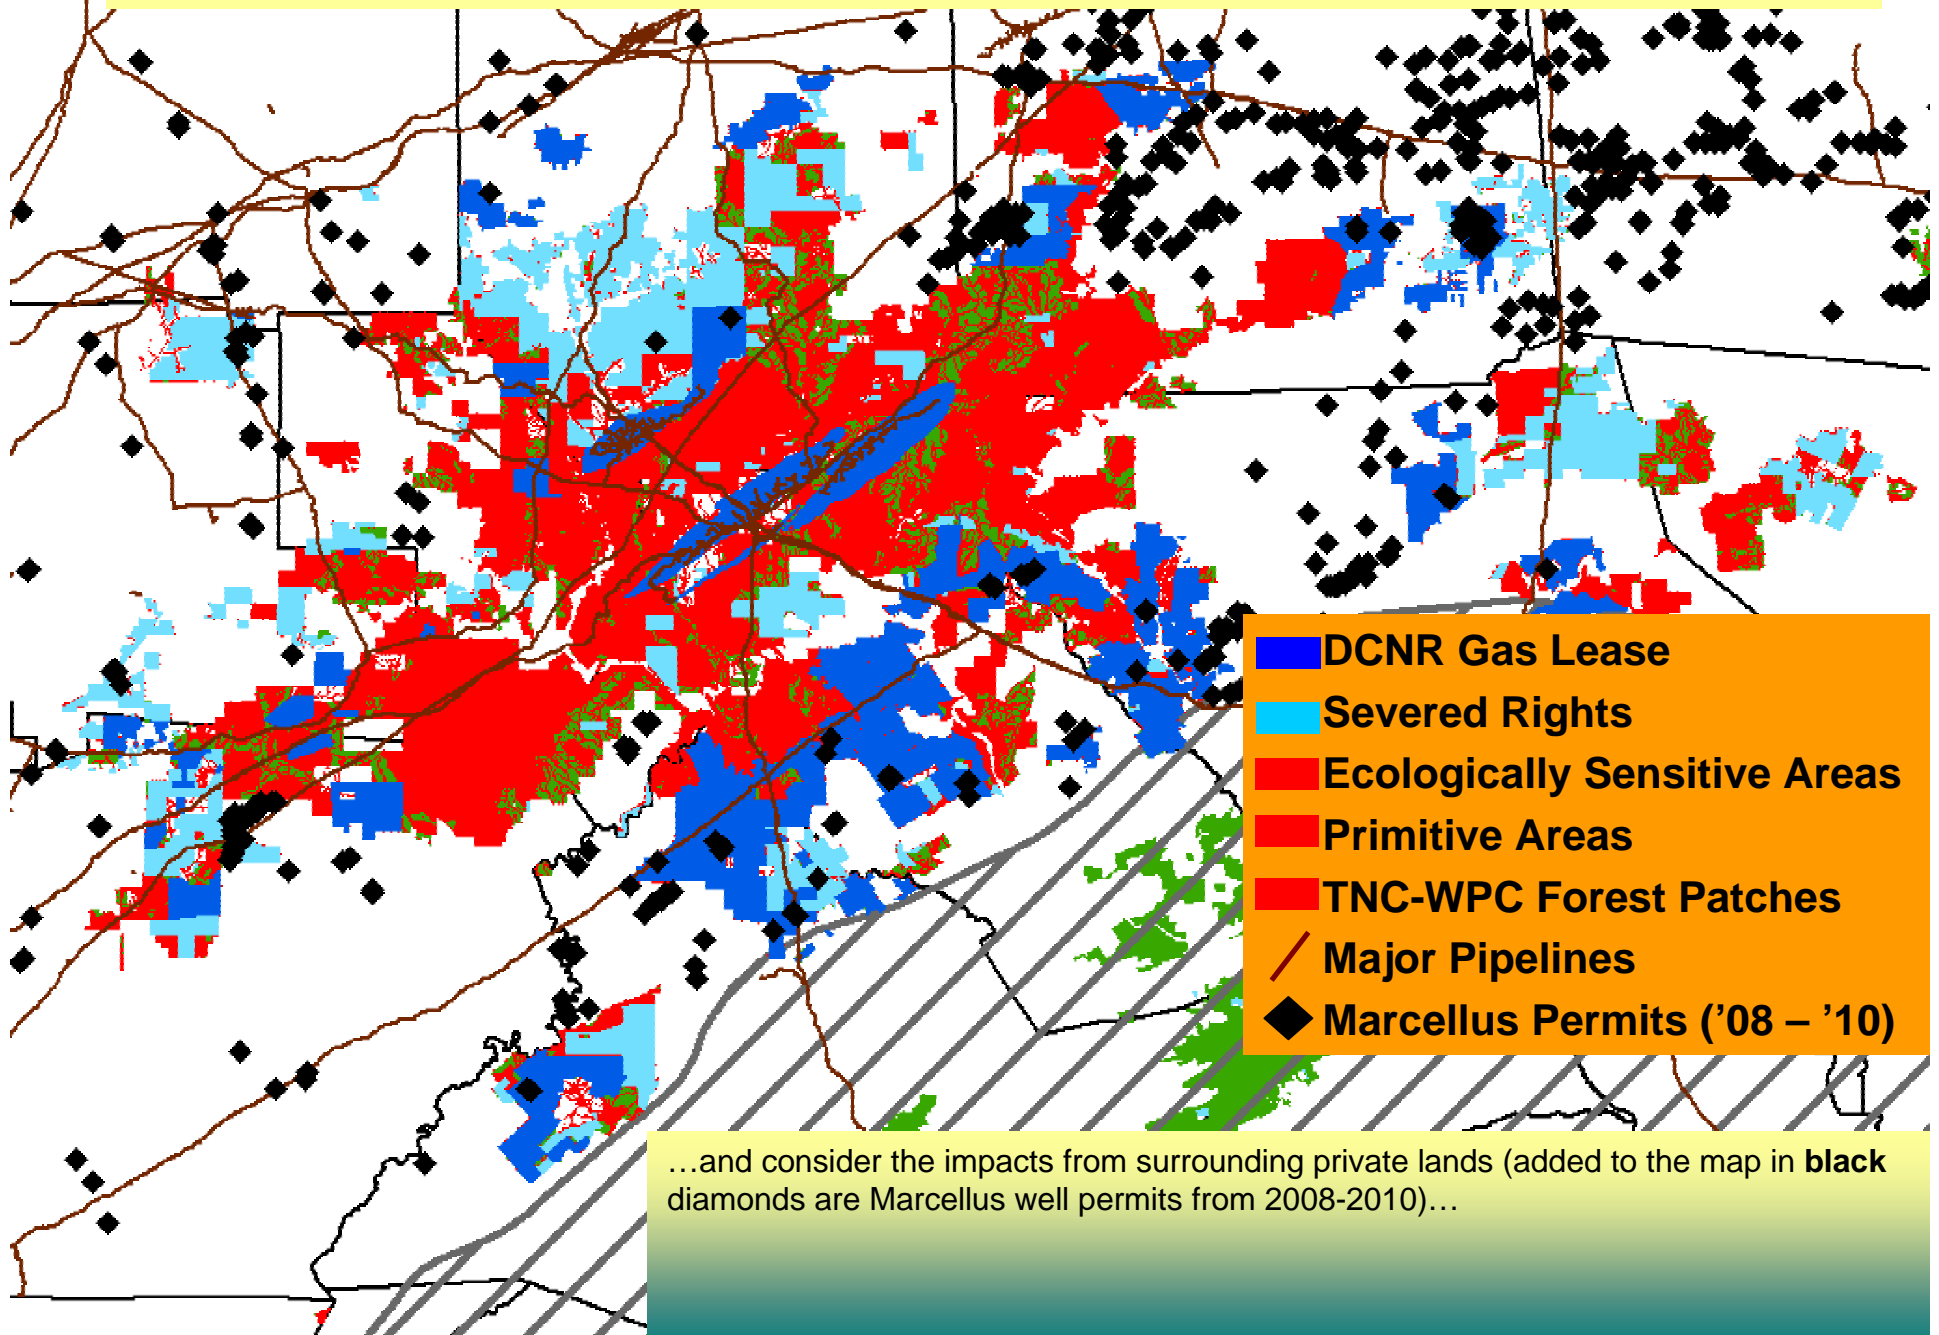 DCNR Gas Lease
Severed Rights
Ecologically Sensitive Areas
Primitive Areas
TNC-WPC Forest Patches
Major Pipelines
Marcellus Permits (’08 – ’10)
…and consider the impacts from surrounding private lands (added to the map in black
diamonds are Marcellus well permits from 2008-2010)…